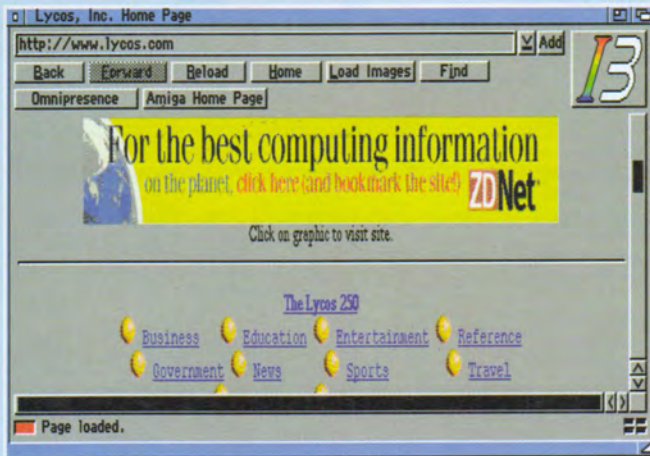 Lycos, Inc. Home Page
http://www.lycos.com
Add
Back Forward Reload Home Load Images Find
Omnipresence Amiga Home Page
For the best computing information
on the planet, click here (and bookmark the site!) ZDNet
Click on graphic to visit site.
The Lycos 250
Business Education Entertainment Reference
Government News Sports Travel
Page loaded.